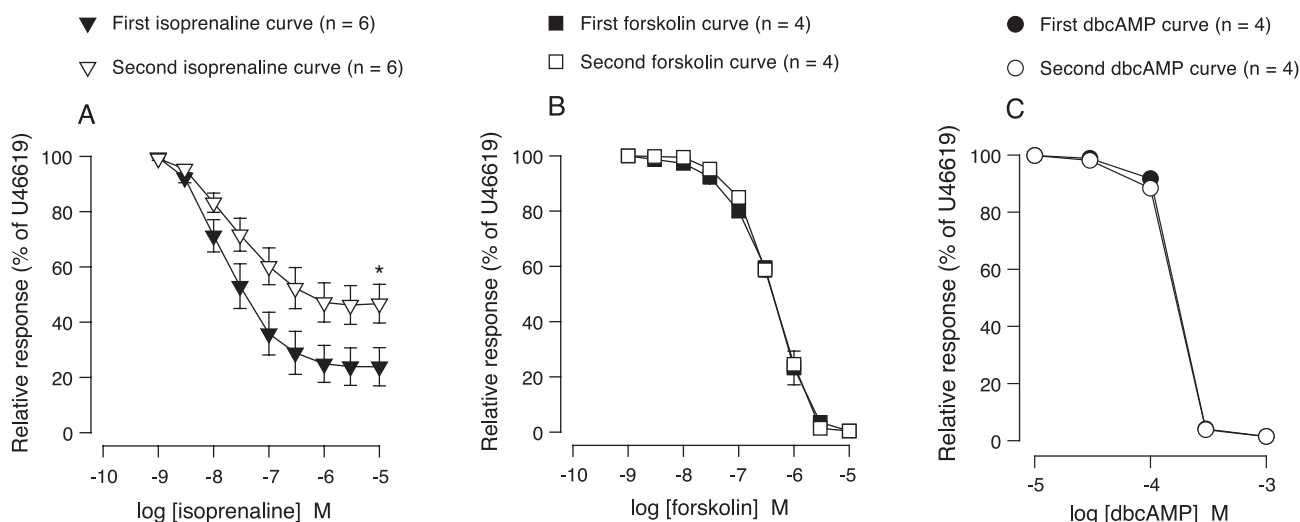 First isoprenaline curve (n = 6)
Second isoprenaline curve (n = 6)
A
Relative response (% of U46619)
100
80
60
40
20
0
*
-10
-9
-8
-7
-6
-5
log [isoprenaline] M
First forskolin curve (n = 4)
Second forskolin curve (n = 4)
B
Relative response (% of U46619)
100
80
60
40
20
0
-10
-9
-8
-7
-6
-5
log [forskolin] M
First dbcAMP curve (n = 4)
Second dbcAMP curve (n = 4)
C
Relative response (% of U46619)
100
80
60
40
20
0
-5
-4
-3
log [dbcAMP] M